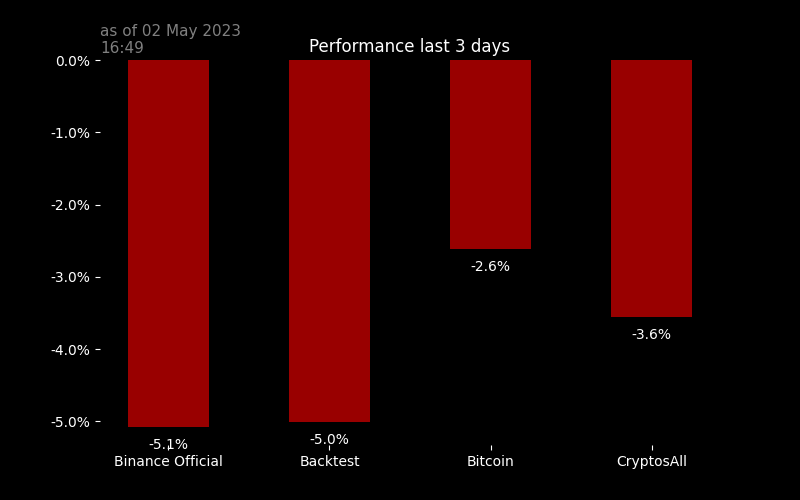 as of 02 May 2023
16:49
Performance last 3 days
0.0%
-1.0%
-2.0%
-3.0%
-4.0%
-5.0%
-5.1%
-5.0%
-2.6%
-3.6%
Binance Official
Backtest
Bitcoin
CryptosAll